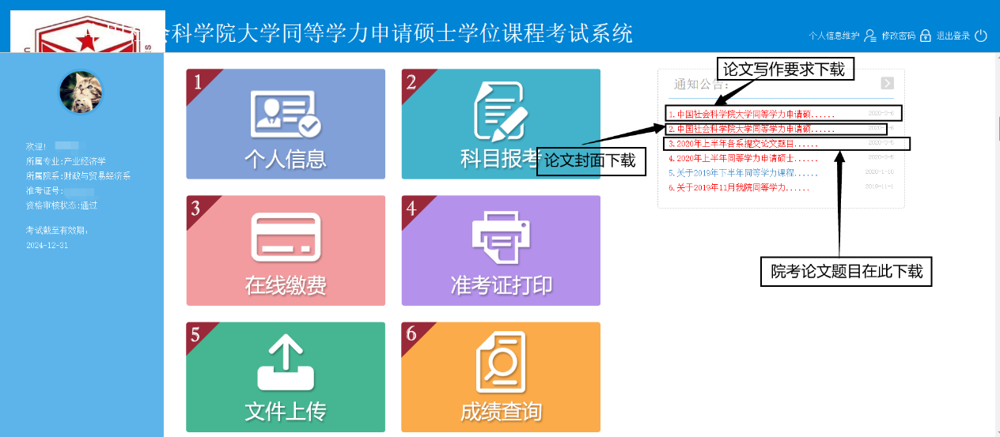 会科学院大学同等学力申请硕士学位课程考试系统
个人信息维护 修改密码 退出登录
欢迎！
所属专业:产业经济学
所属院系:财政与贸易经济系
准考证号:
资格审核状态:通过
考试截至有效期：
2024-12-31
1
个人信息
2
科目报考
3
在线缴费
4
准考证打印
5
文件上传
6
成绩查询
论文写作要求下载
通知公告：
1.中国社会科学院大学同等学力申请硕...... 2020-3-6
2.中国社会科学院大学同等学力申请硕......
3.2020年上半年各系提交论文题目......
4.2020年上半年同等学力申请硕士...... 2020-3-5
5.关于2019年下半年同等学力课程...... 2020-1-10
6.关于2019年11月我院同等学力...... 2019-11-1
论文封面下载
院考论文题目在此下载